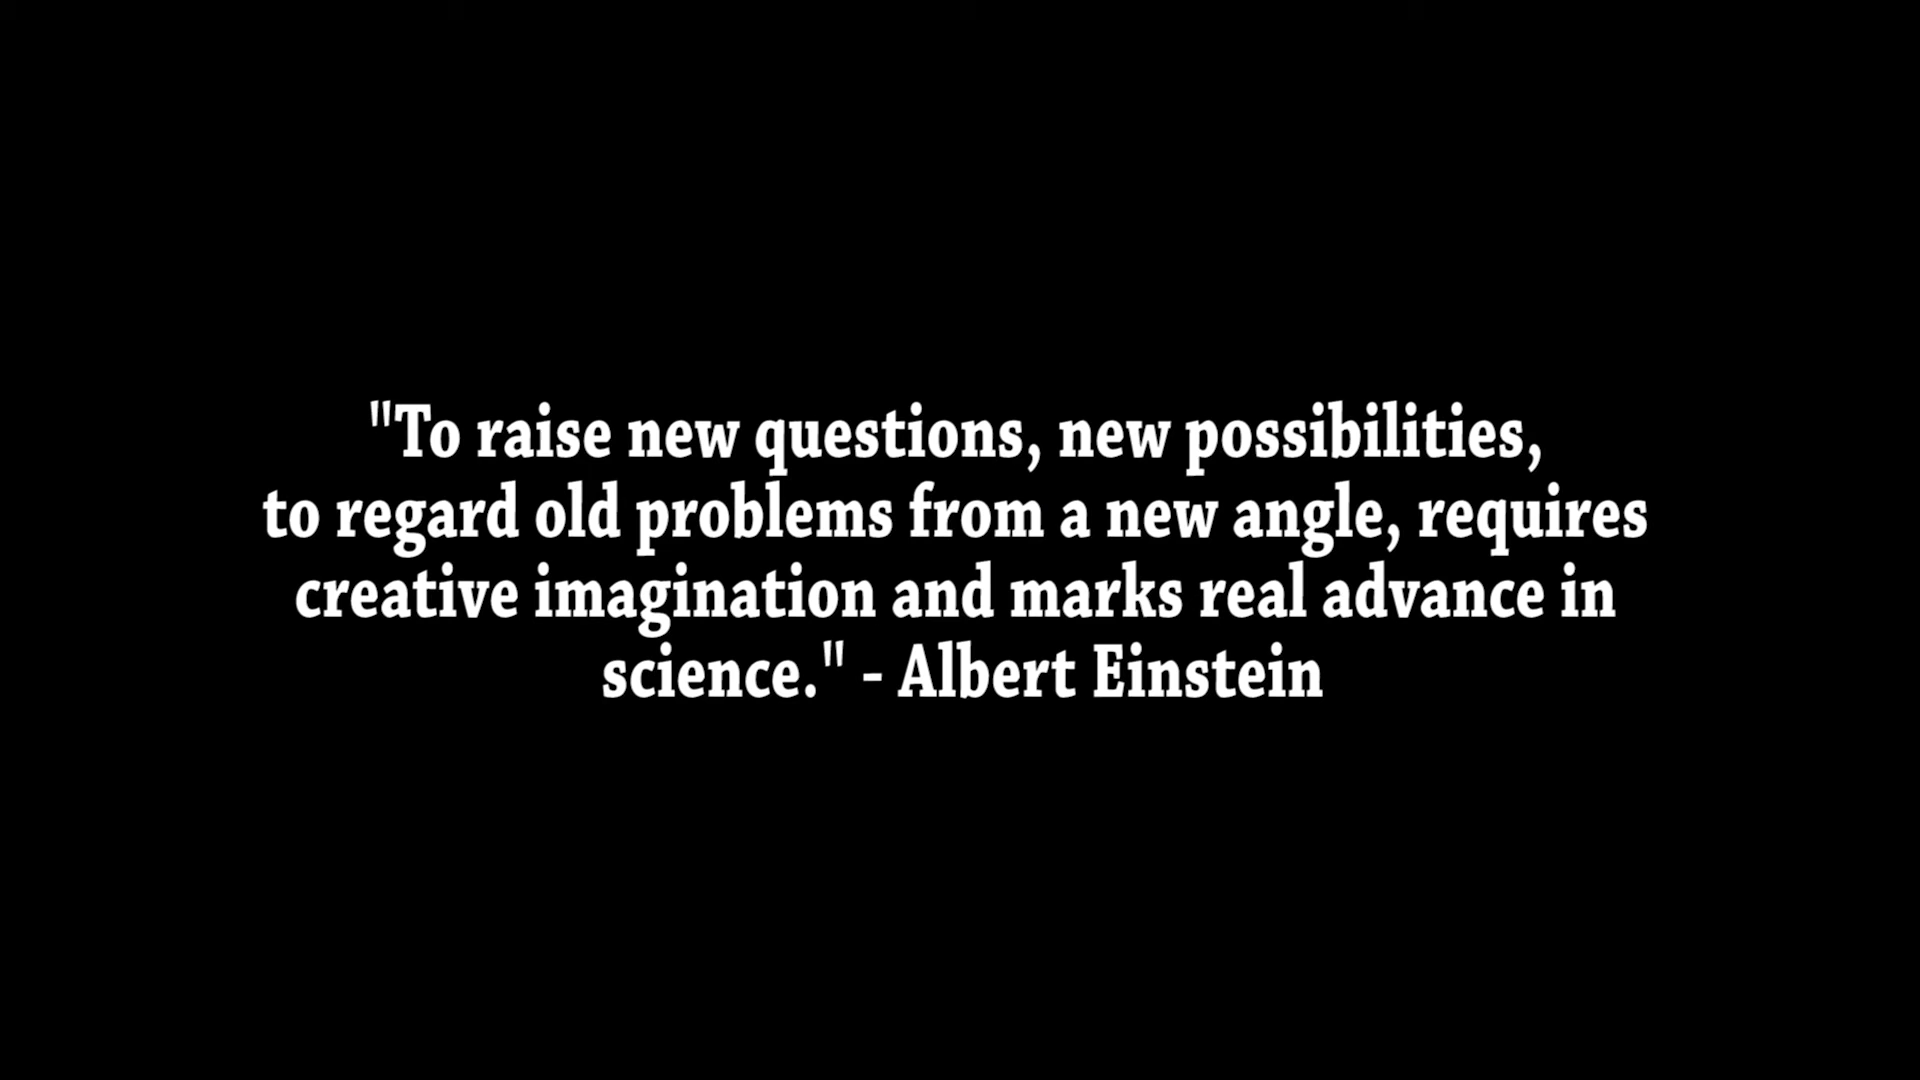 "To raise new questions, new possibilities,
to regard old problems from a new angle, requires
creative imagination and marks real advance in
science." - Albert Einstein